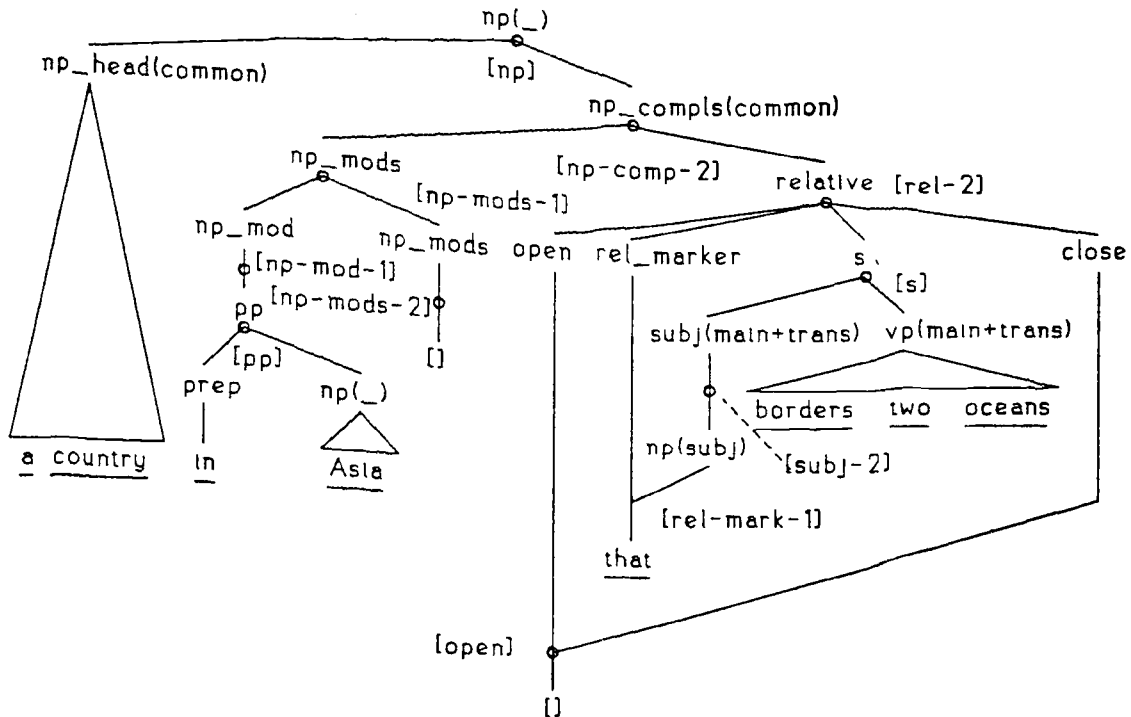 np(_)
np_head(common)
[np]
np_compls(common)
np_mods
[np-comp-2]
relative [rel-2]
[np-mods-1]
np_mod
np_mods
open
rel_marker
s
close
[np-mod-1]
[s]
pp
[np-mods-2]
subj(main+trans)
vp(main+trans)
[pp]
[]
prep
np(_)
borders two oceans
np(subj)
[subj-2]
a country
in
Asia
[rel-mark-1]
that
[open]
[]